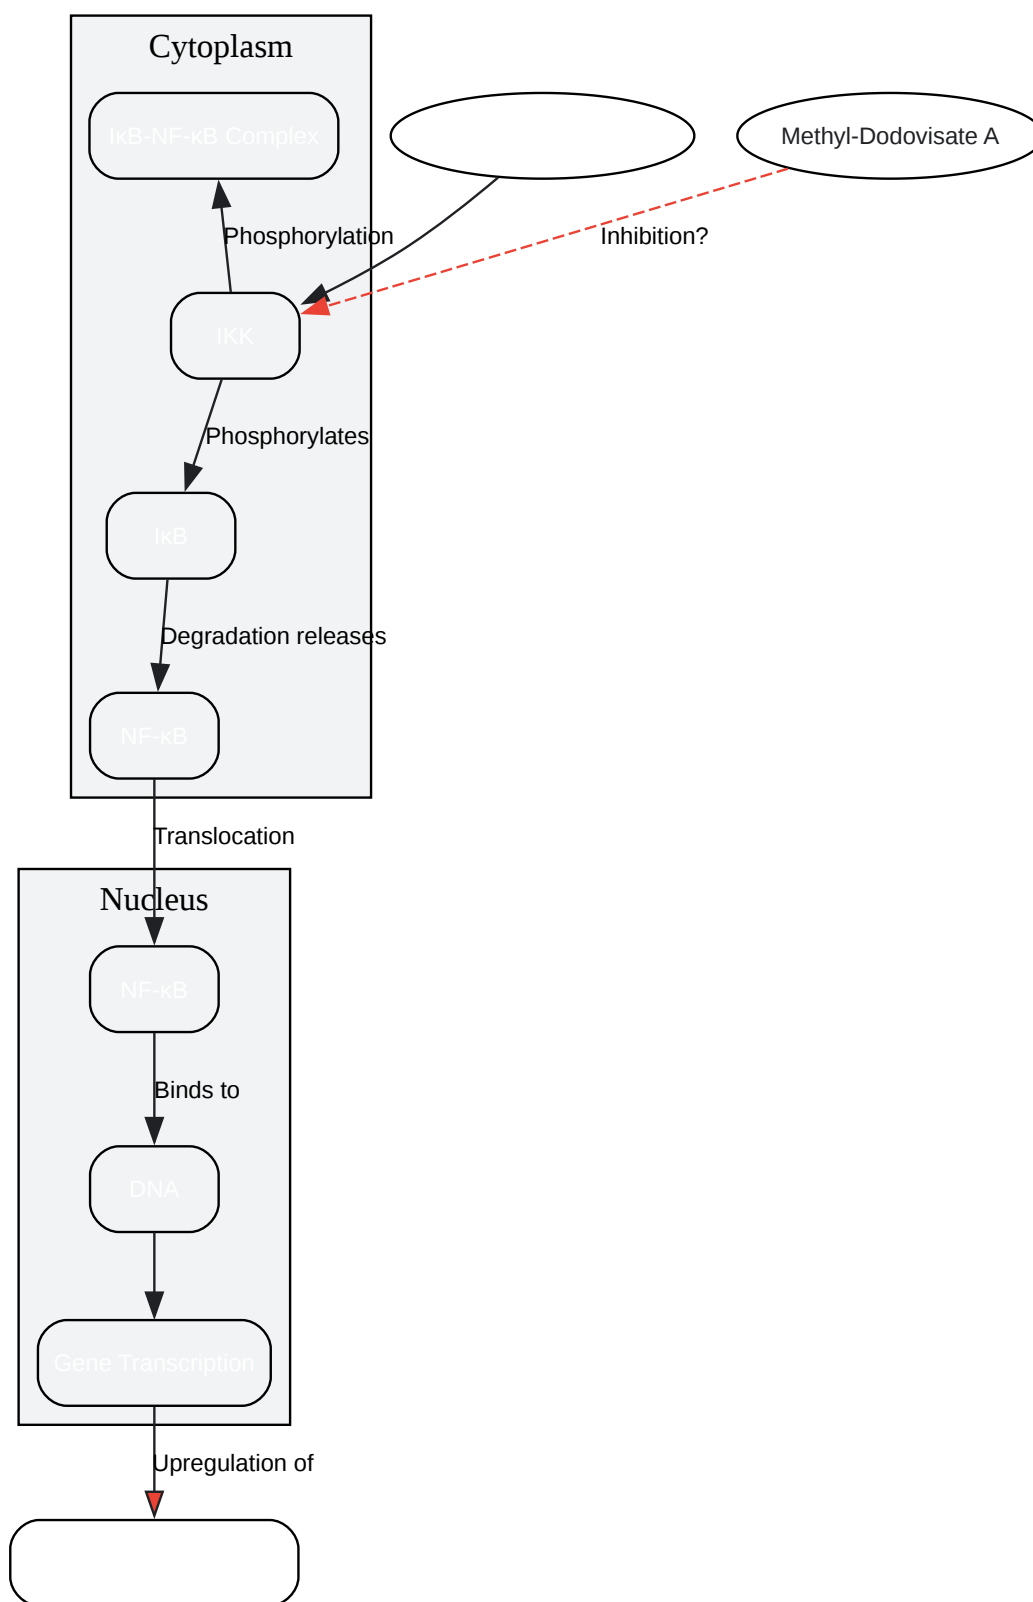 Cytoplasm
IκB-NF-κB Complex
Methyl-Dodovisate A
Phosphorylation
Inhibition?
IKK
Phosphorylates
IκB
Degradation releases
NF-κB
Translocation
Nucleus
NF-κB
Binds to
DNA
Gene Transcription
Upregulation of